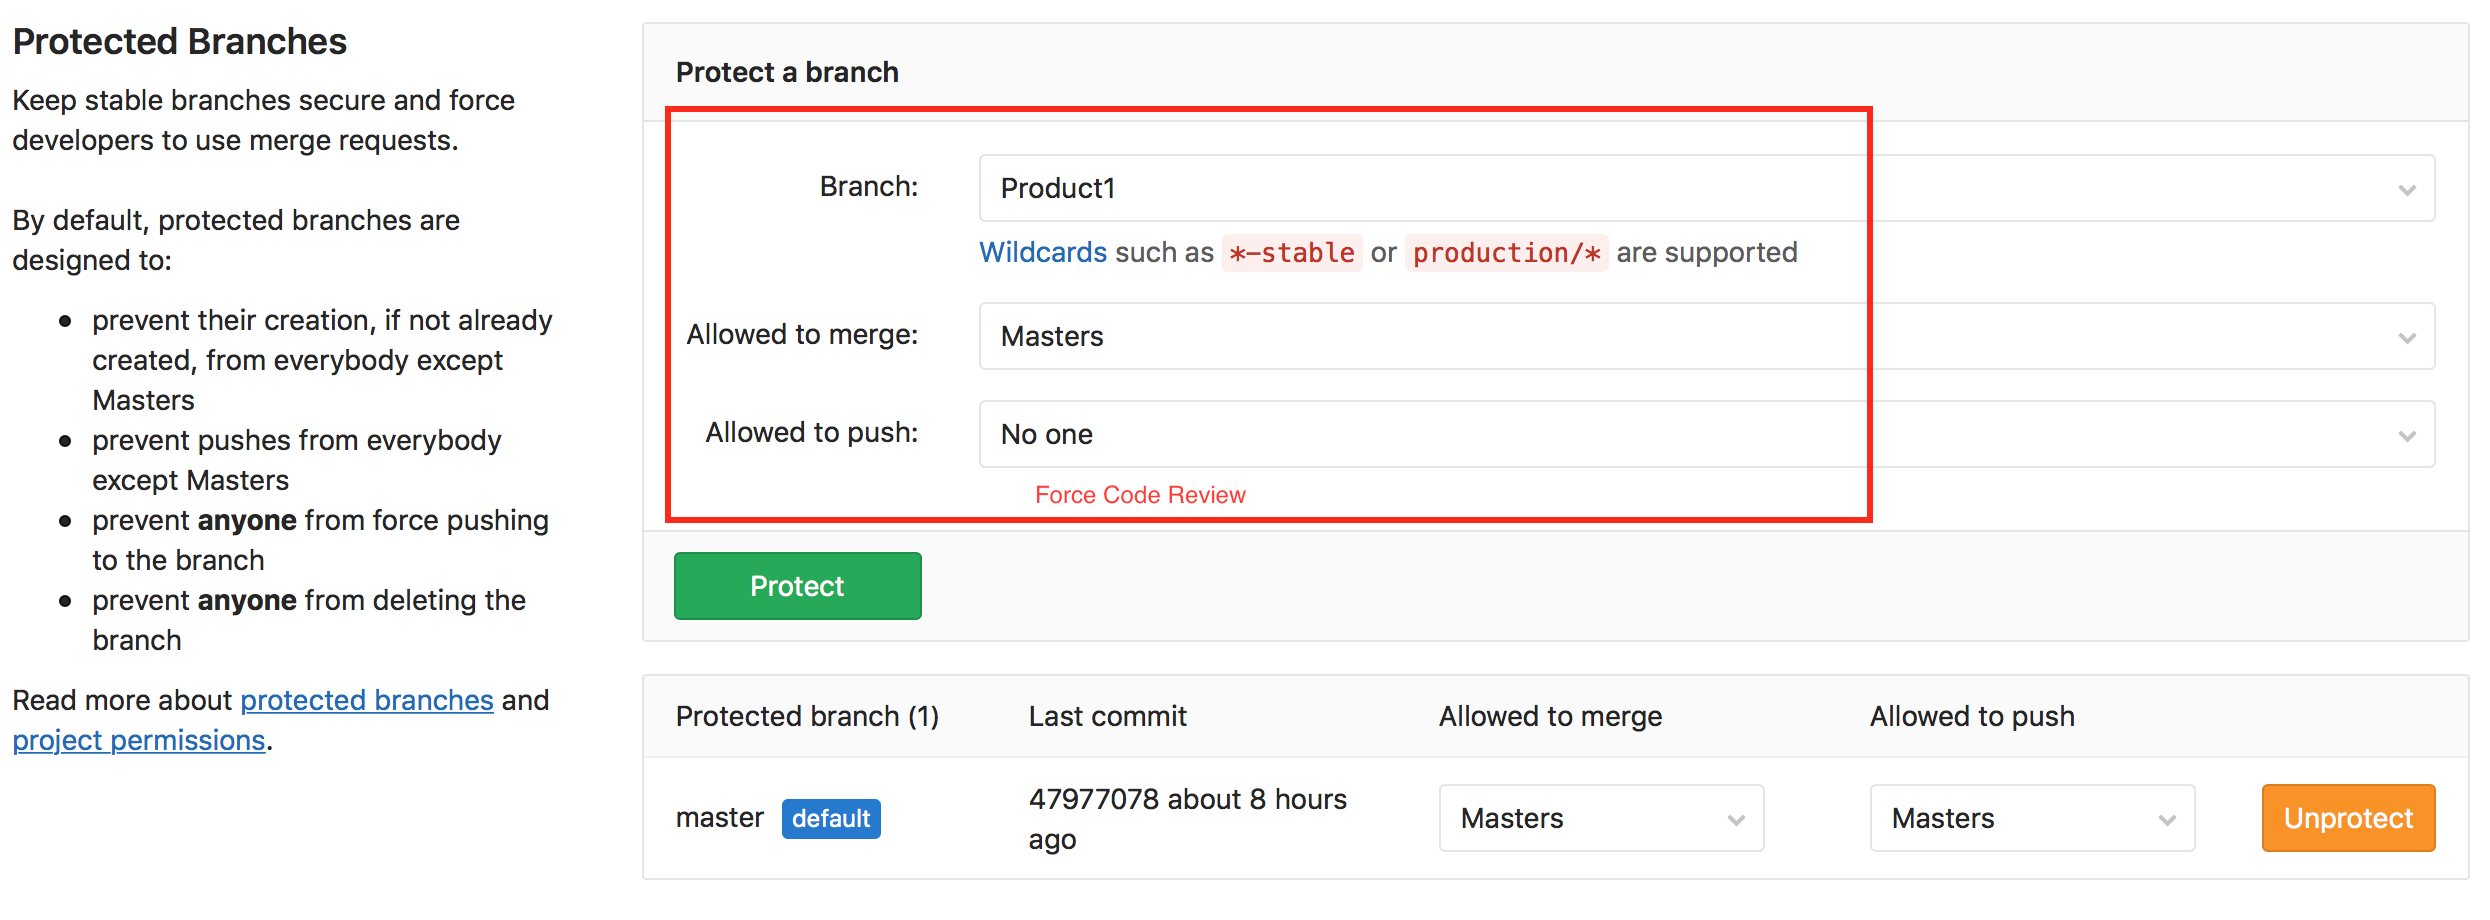 Protected Branches
Keep stable branches secure and force
developers to use merge requests.
By default, protected branches are
designed to:
prevent their creation, if not already
created, from everybody except
Masters
prevent pushes from everybody
except Masters
prevent anyone from force pushing
to the branch
prevent anyone from deleting the
branch
Read more about protected branches and
project permissions.
Protect a branch
Branch: Product1
Wildcards such as *-stable or production/* are supported
Allowed to merge: Masters
Allowed to push: No one
Force Code Review
Protect
Protected branch (1) Last commit Allowed to merge Allowed to push
master default 47977078 about 8 hours
ago Masters Masters Unprotect